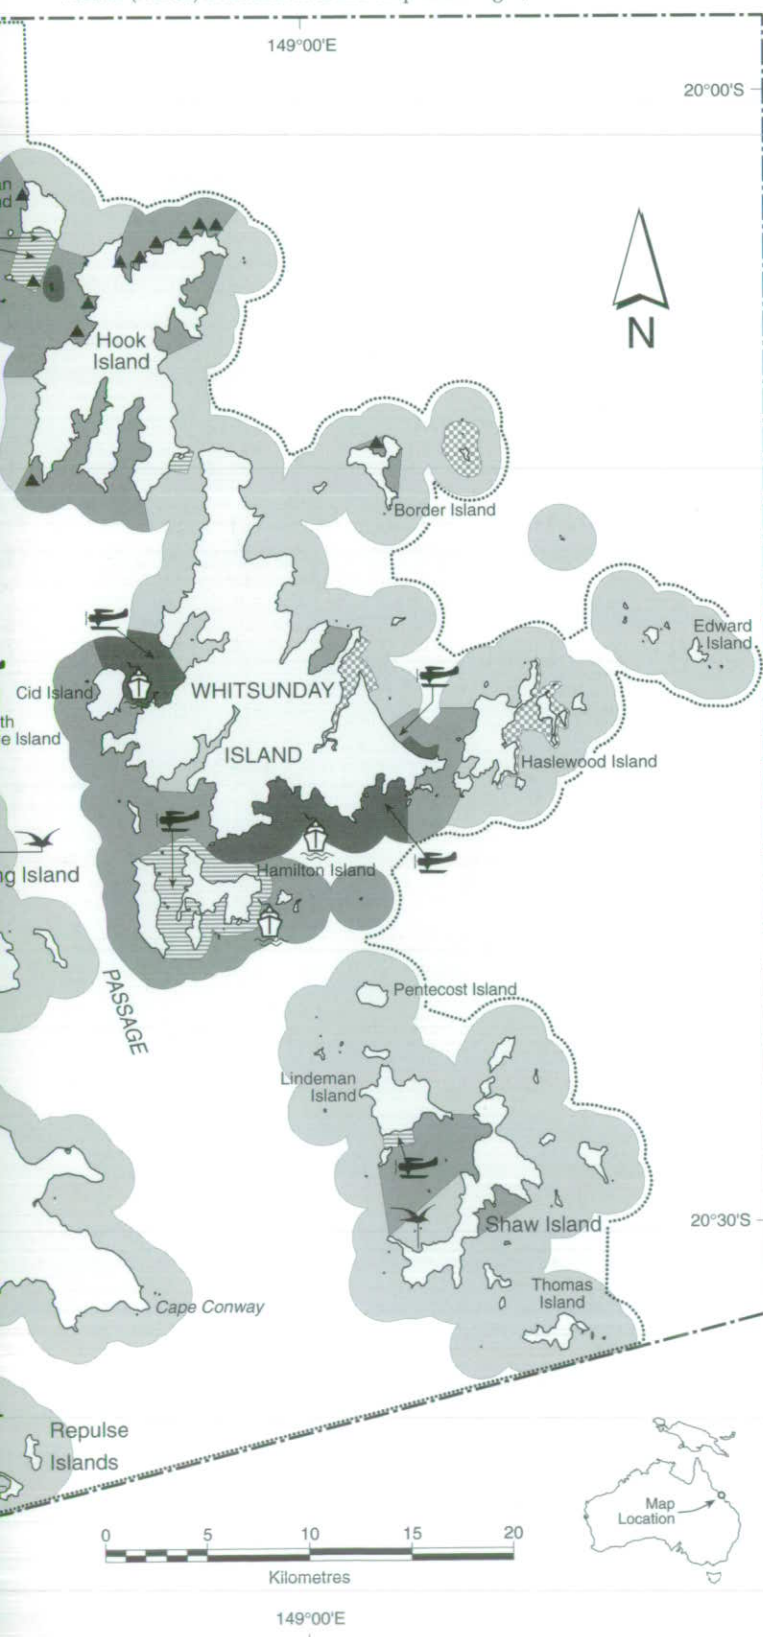 149°00'E
20°00'S
N
Hook
Island
Border Island
Edward
Island
Cid Island
WHITSUNDAY
ISLAND
e Island
Haslewood Island
Hamilton Island
g Island
PASSAGE
Pentecost Island
Lindeman
Island
Shaw Island
20°30'S
Thomas
Island
Cape Conway
Repulse
Islands
Map
Location
0 5 10 15 20
Kilometres
149°00'E